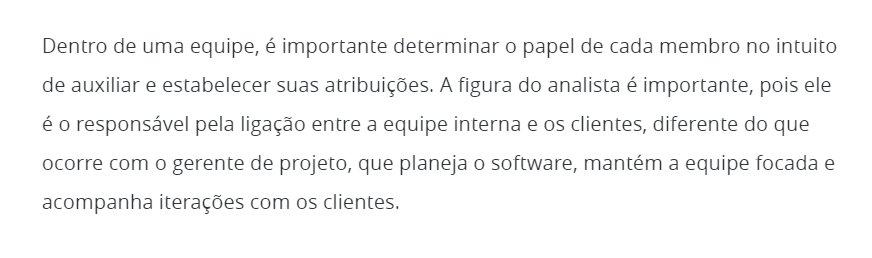 Dentro de uma equipe, é importante determinar o papel de cada membro no intuito
de auxiliar e estabelecer suas atribuições. A figura do analista é importante, pois ele
é o responsável pela ligação entre a equipe interna e os clientes, diferente do que
ocorre com o gerente de projeto, que planeja o software, mantém a equipe focada e
acompanha iterações com os clientes.